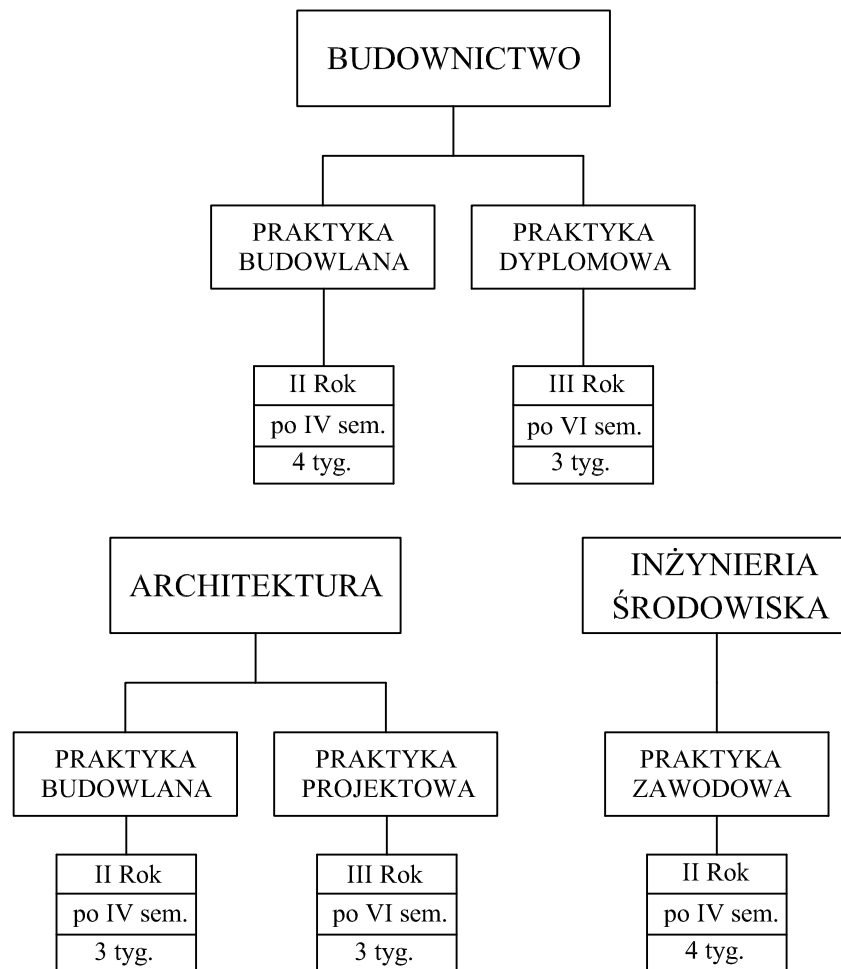 BUDOWNICTWO
PRAKTYKA
BUDOWLANA
PRAKTYKA
DYPLOMOWA
II Rok
po IV sem.
4 tyg.
III Rok
po VI sem.
3 tyg.
ARCHITEKTURA
PRAKTYKA
BUDOWLANA
PRAKTYKA
PROJEKTOWA
II Rok
po IV sem.
3 tyg.
III Rok
po VI sem.
3 tyg.
INŻYNIERIA
ŚRODOWISKA
PRAKTYKA
ZAWODOWA
II Rok
po IV sem.
4 tyg.